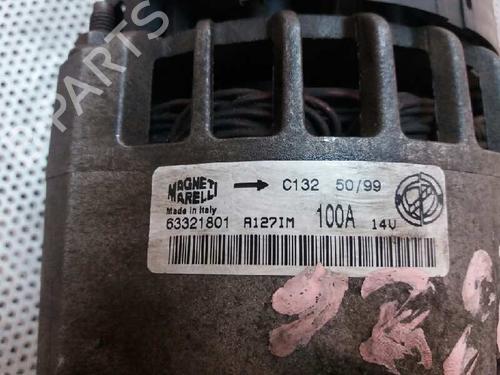 PARTS
MAGNETI MARELLI
Made in Italy
C132 50/99
63321801 A127IM 100A 14V